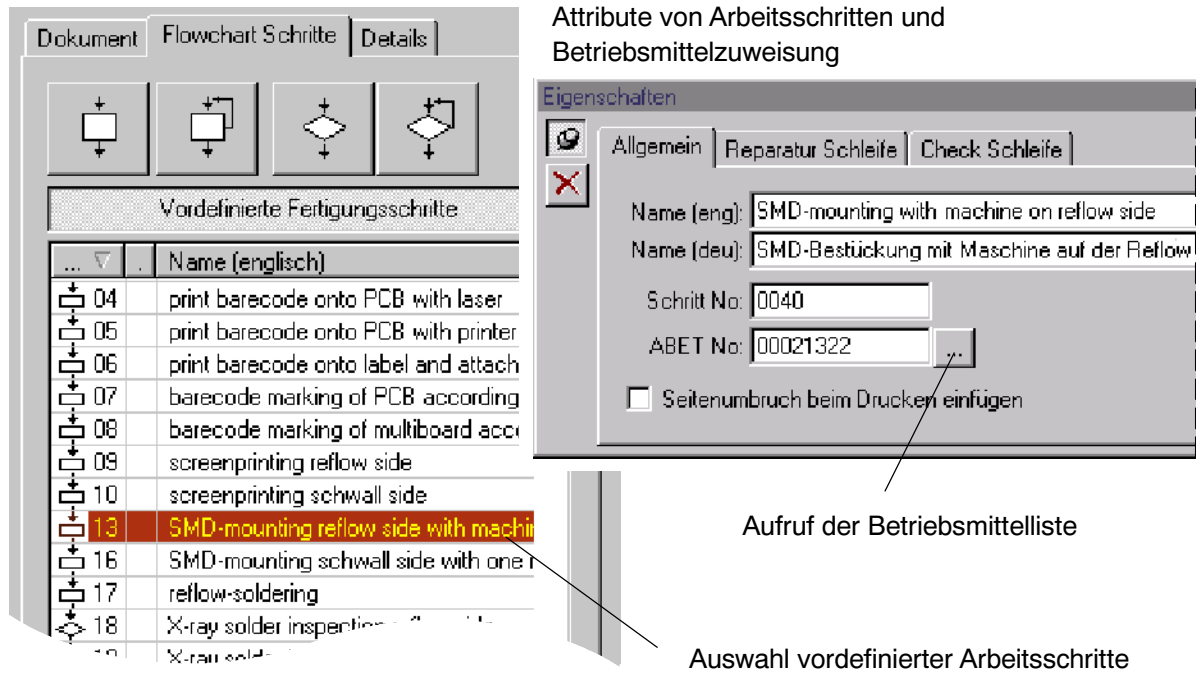 Attribute von Arbeitsschritten und
Betriebsmittelzuweisung
Dokument
Flowchart Schritte
Details
Vordefinierte Fertigungsschritte
... . Name (englisch)
04 print barecode onto PCB with laser
05 print barecode onto PCB with printer
06 print barecode onto label and attach
07 barecode marking of PCB according
08 barecode marking of multiboard acc
09 screenprinting reflow side
10 screenprinting schwall side
13 SMD-mounting reflow side with machin
16 SMD-mounting schwall side with one
17 reflow-soldering
18 X-ray solder inspection
X-ray
Eigenschaften
Allgemein
Reparatur Schleife
Check Schleife
Name (eng): SMD-mounting with machine on reflow side
Name (deu): SMD-Bestückung mit Maschine auf der Reflow
Schritt No: 0040
ABET No: 00021322 ...
Seitenumbruch beim Drucken einfügen
Aufruf der Betriebsmittelliste
Auswahl vordefinierter Arbeitsschritte